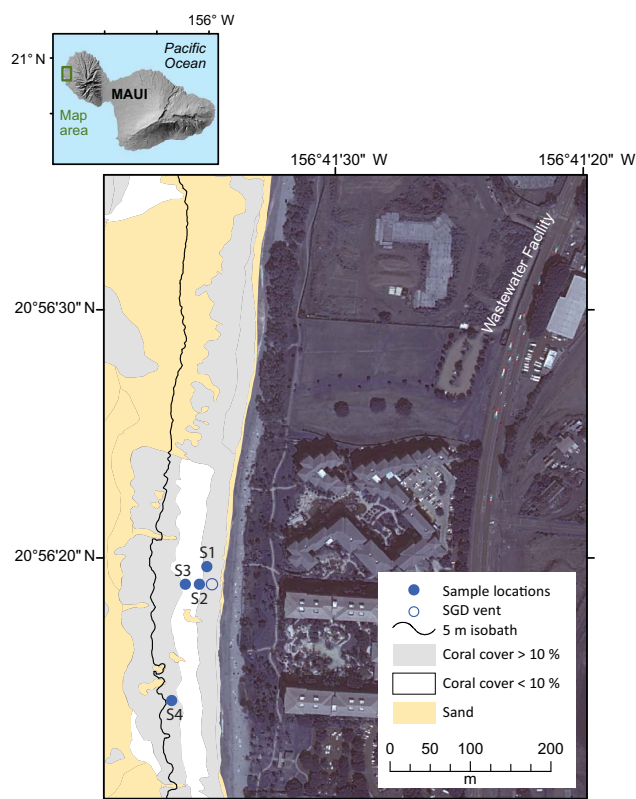 156° W
21° N
Pacific
Ocean
MAUI
Map
area
156°41'30" W
156°41'20" W
20°56'30" N
Wastewater Facility
20°56'20" N
S1
S3
S2
S4
Sample locations
SGD vent
5 m isobath
Coral cover > 10 %
Coral cover < 10 %
Sand
0 50 100 200
m